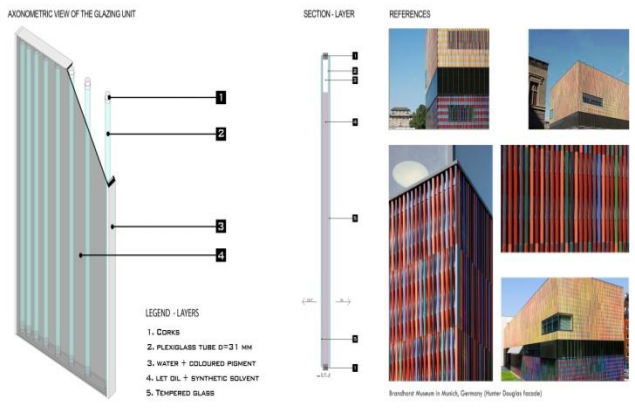 AXONOMETRIC VIEW OF THE GLAZING UNIT
1
2
3
4
LEGEND - LAYERS
1. CORKS
2. PLEXIGLASS TUBE D=31 MM
3. WATER + COLOURED PIGMENT
4. LET OIL + SYNTHETIC SOLVENT
5. TEMPERED GLASS
SECTION - LAYER
1
2
3
4
5
REFERENCES
Brandhorst Museum in Munich, Germany (Hunter Douglas facade)